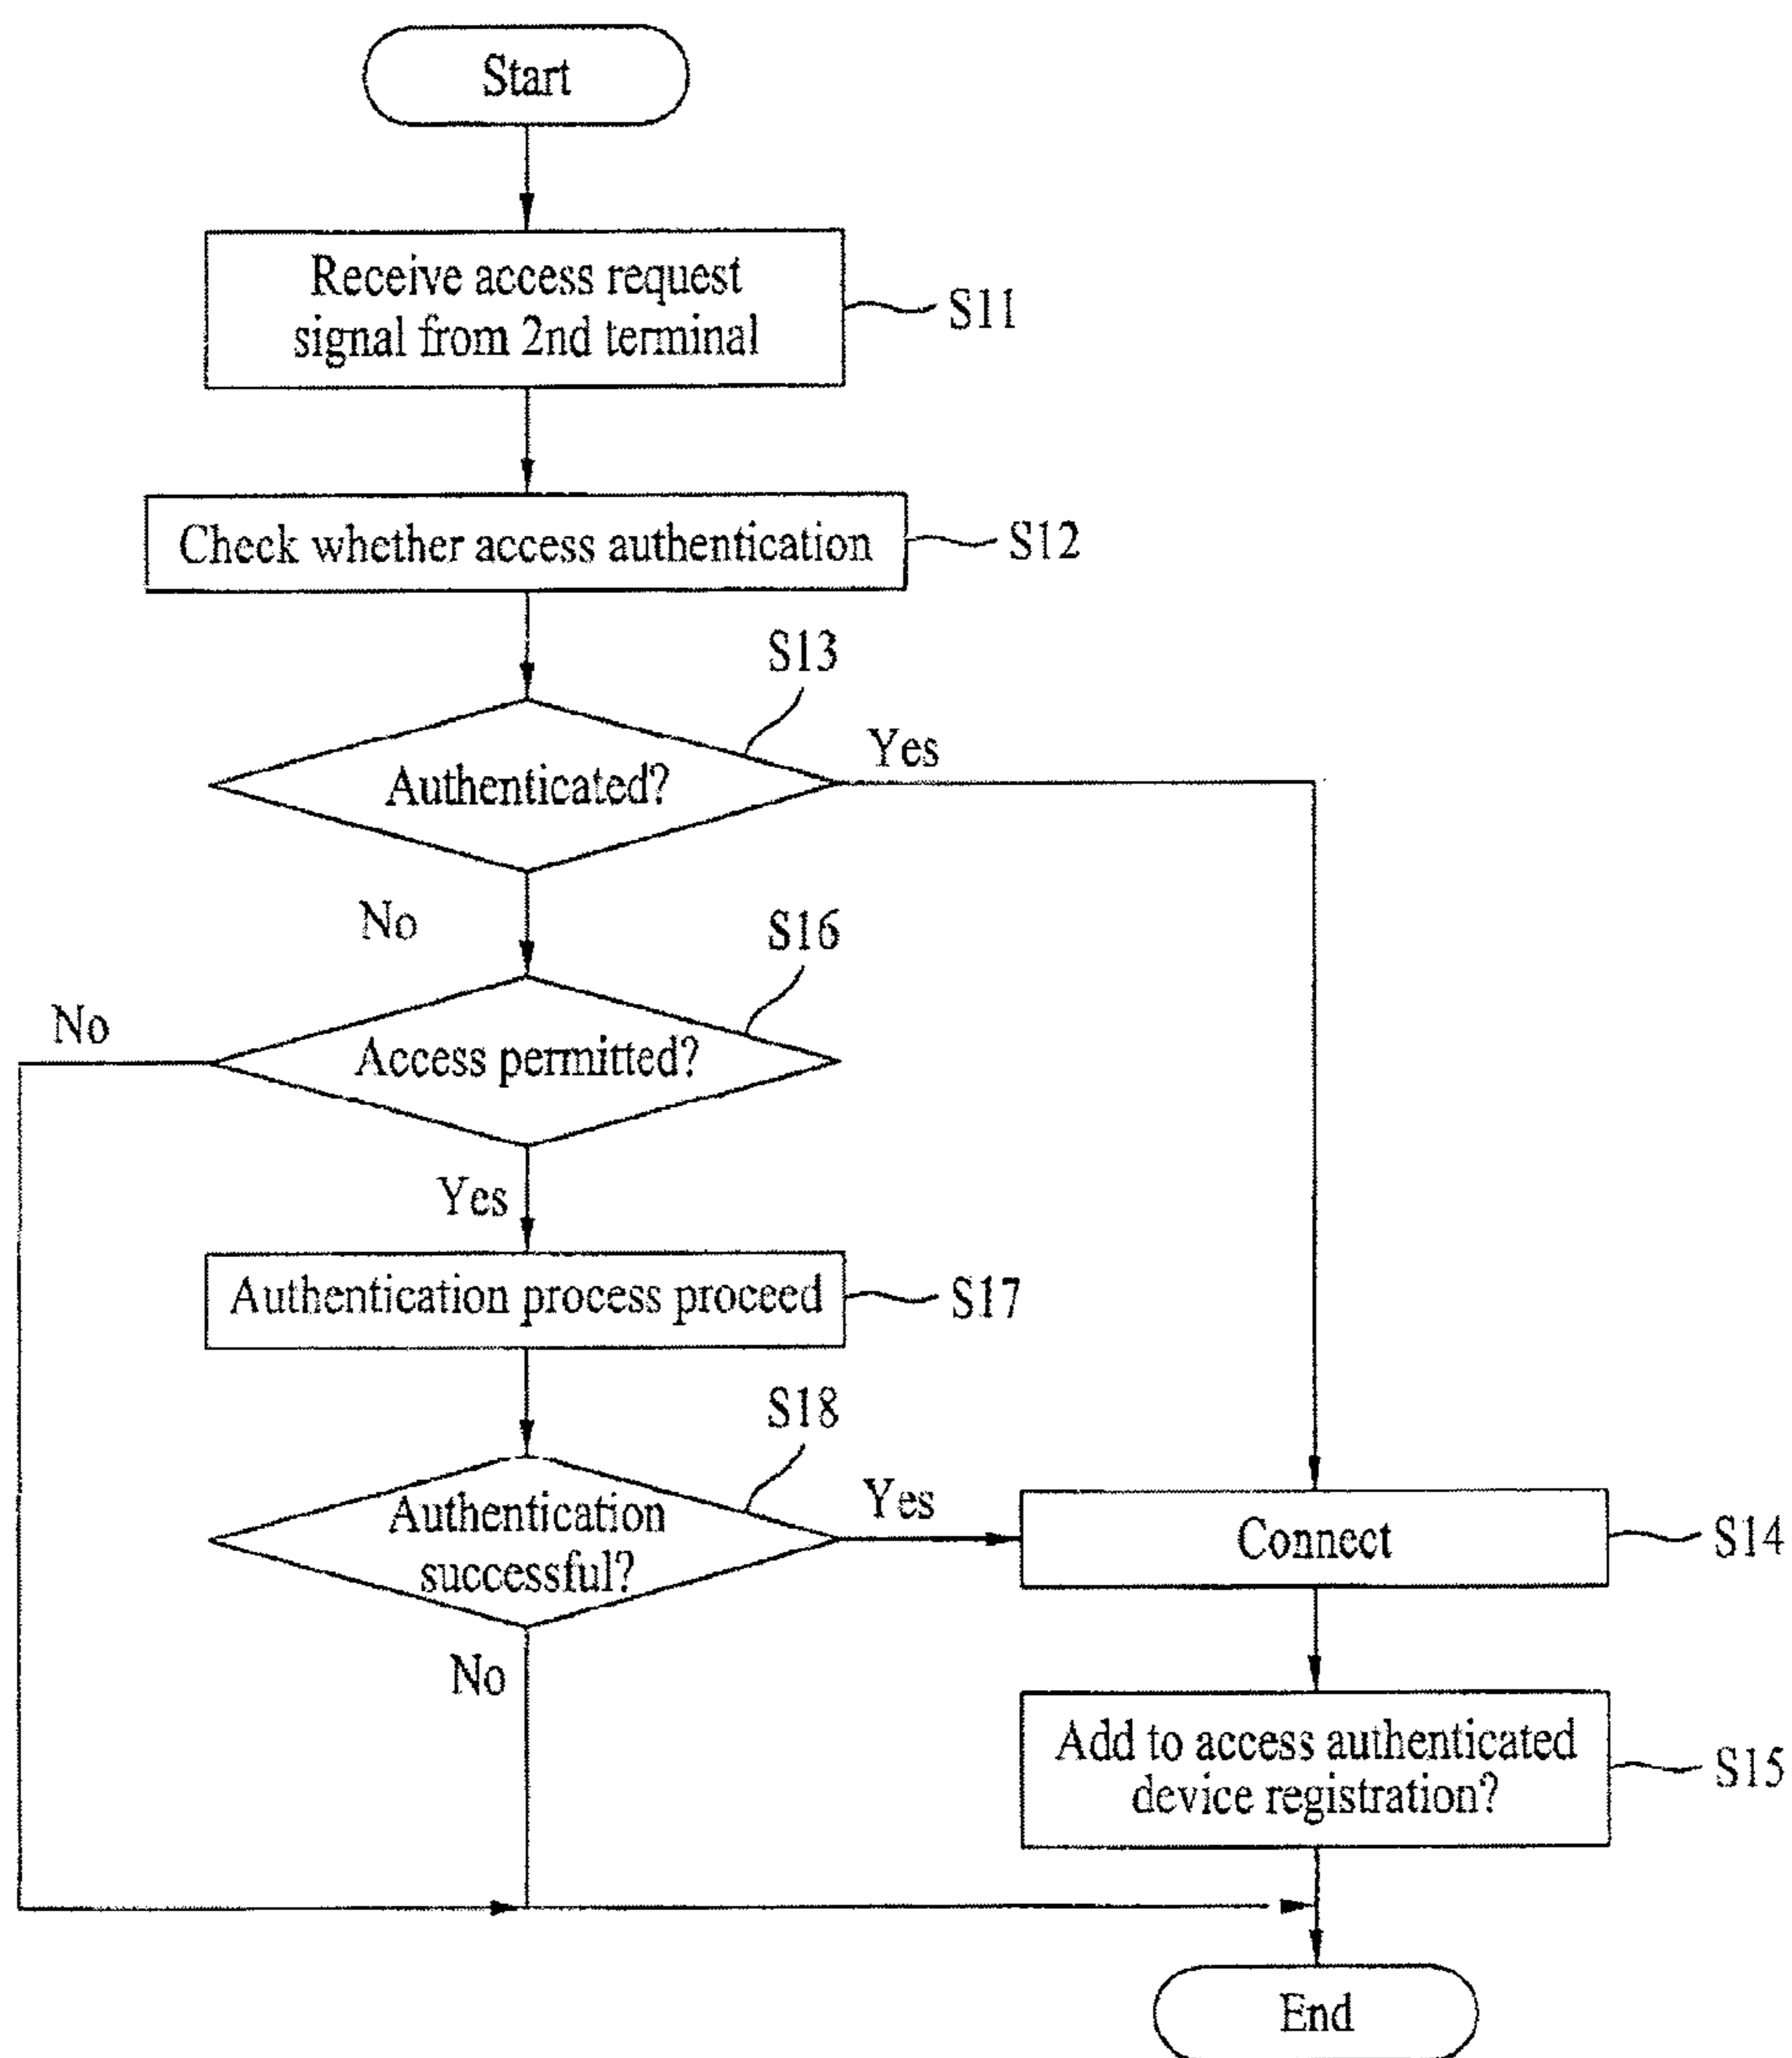 Start
Receive access request
signal from 2nd terminal
S11
Check whether access authentication
S12
S13
Authenticated?
Yes
No
S16
Access permitted?
No
Yes
Authentication process proceed
S17
S18
Authentication
successful?
Yes
No
Connect
S14
Add to access authenticated
device registration?
S15
End